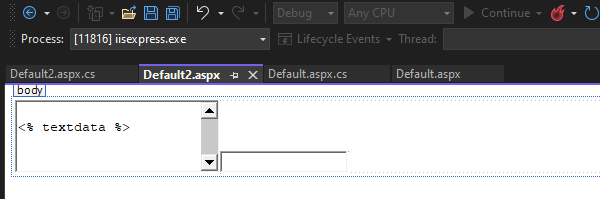 Debug Any CPU Continue
Process: [11816] iisexpress.exe Lifecycle Events Thread:
Default2.aspx.cs Default2.aspx Default.aspx.cs Default.aspx
body
<% textdata %>